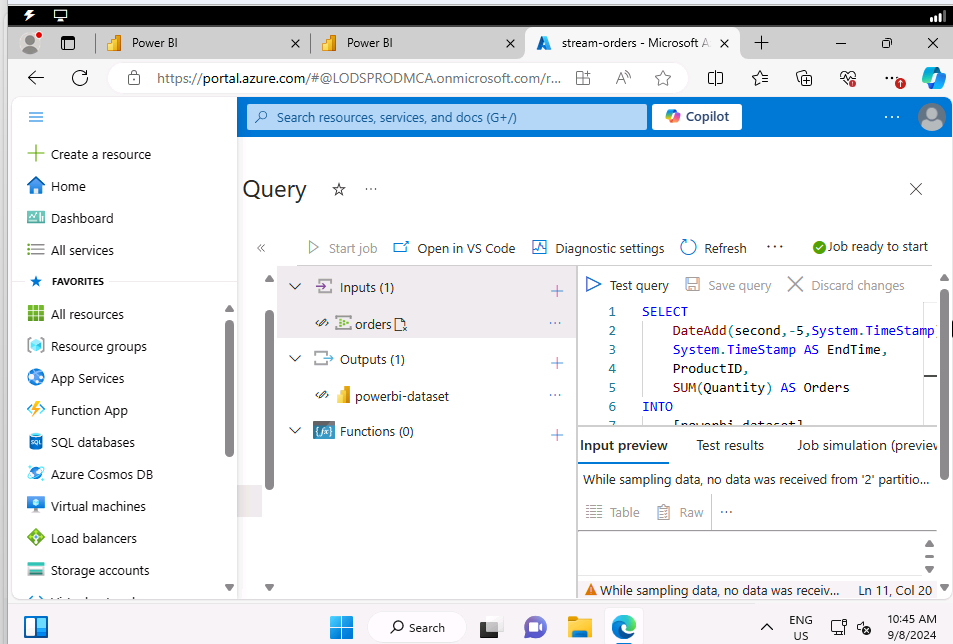 Power BI
Power BI
stream-orders - Microsoft A
https://portal.azure.com/#@LODSPRODMCA.onmicrosoft.com/r...
Search resources, services, and docs (G+/)
Copilot
Create a resource
Home
Dashboard
All services
FAVORITES
All resources
Resource groups
App Services
Function App
SQL databases
Azure Cosmos DB
Virtual machines
Load balancers
Storage accounts
Query
Start job
Open in VS Code
Diagnostic settings
Refresh
Job ready to start
Inputs (1)
orders
Outputs (1)
powerbi-dataset
Functions (0)
Test query
Save query
Discard changes
1 SELECT
2 DateAdd(second,-5,System.TimeStamp
3 System.TimeStamp AS EndTime,
4 ProductID,
5 SUM(Quantity) AS Orders
6 INTO
7 [powerbi-dataset]
Input preview
Test results
Job simulation (preview
While sampling data, no data was received from '2' partitio...
Table
Raw
While sampling data, no data was receiv...
Ln 11, Col 20
Search
ENG
US
10:45 AM
9/8/2024